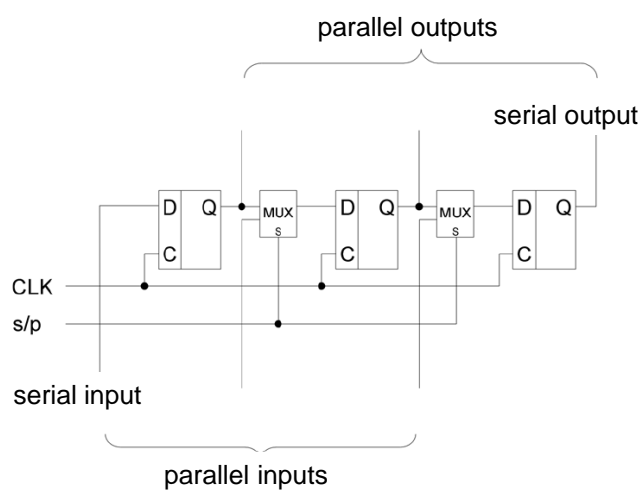 parallel outputs
serial output
D Q MUX S D Q MUX S D Q
C C C
CLK
s/p
serial input
parallel inputs